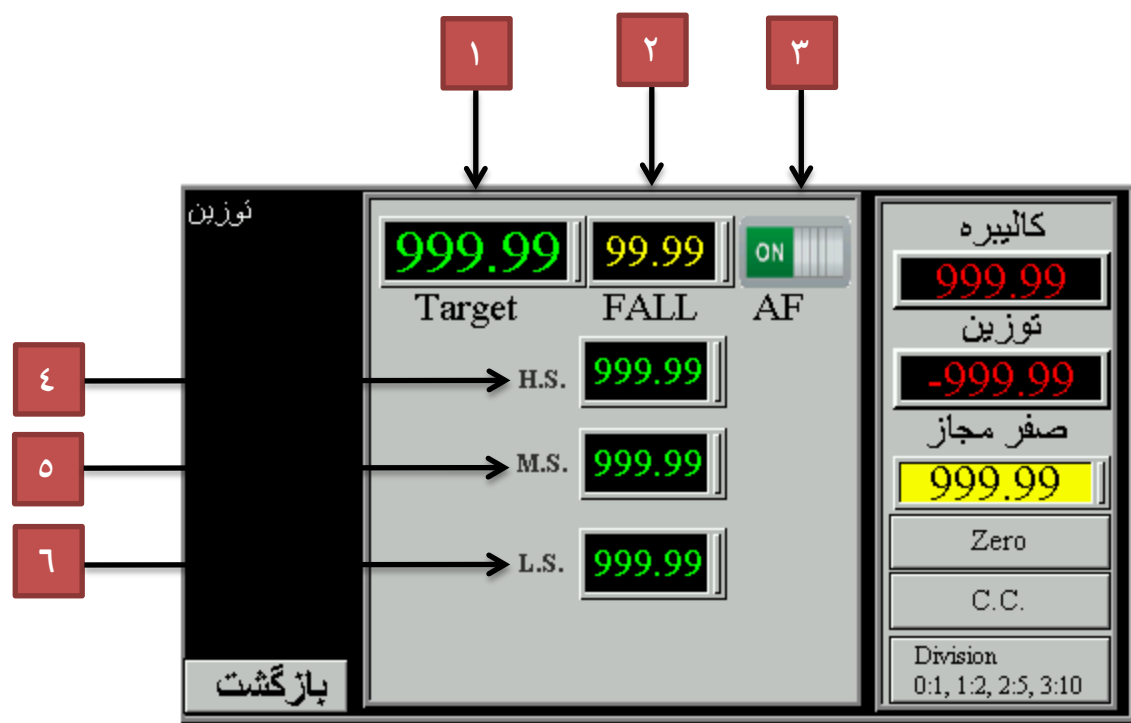 ١ ٢ ٣
توزین
999.99 99.99 ON
Target FALL AF
٤ H.S. 999.99
٥ M.S. 999.99
٦ L.S. 999.99
بازگشت
کالیبره
999.99
توزین
-999.99
صفر مجاز
999.99
Zero
C.C.
Division
0:1, 1:2, 2:5, 3:10